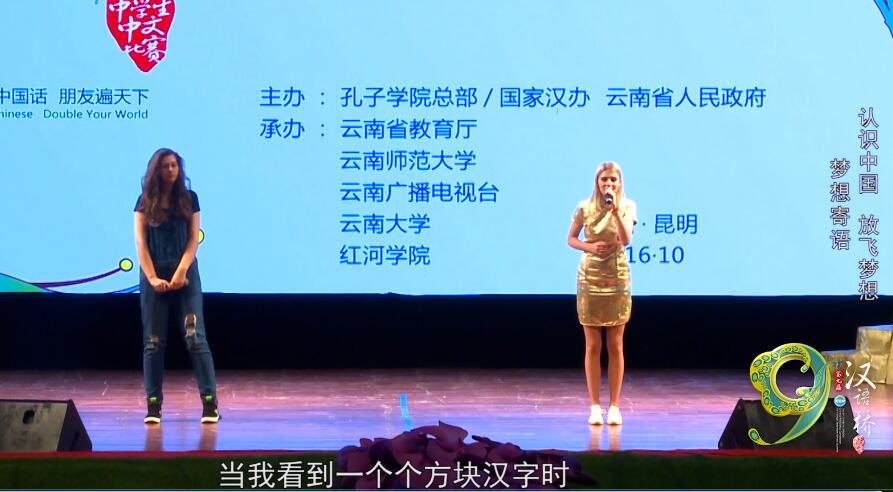 中学生
中文
比赛
中国话 朋友遍天下
hinese Double Your World
主办：孔子学院总部/国家汉办 云南省人民政府
承办：云南省教育厅
云南师范大学
云南广播电视台
云南大学
·昆明
红河学院
16·10
认识中国 放飞梦想
梦想寄语
9
第九届
汉语桥
当我看到一个个方块汉字时